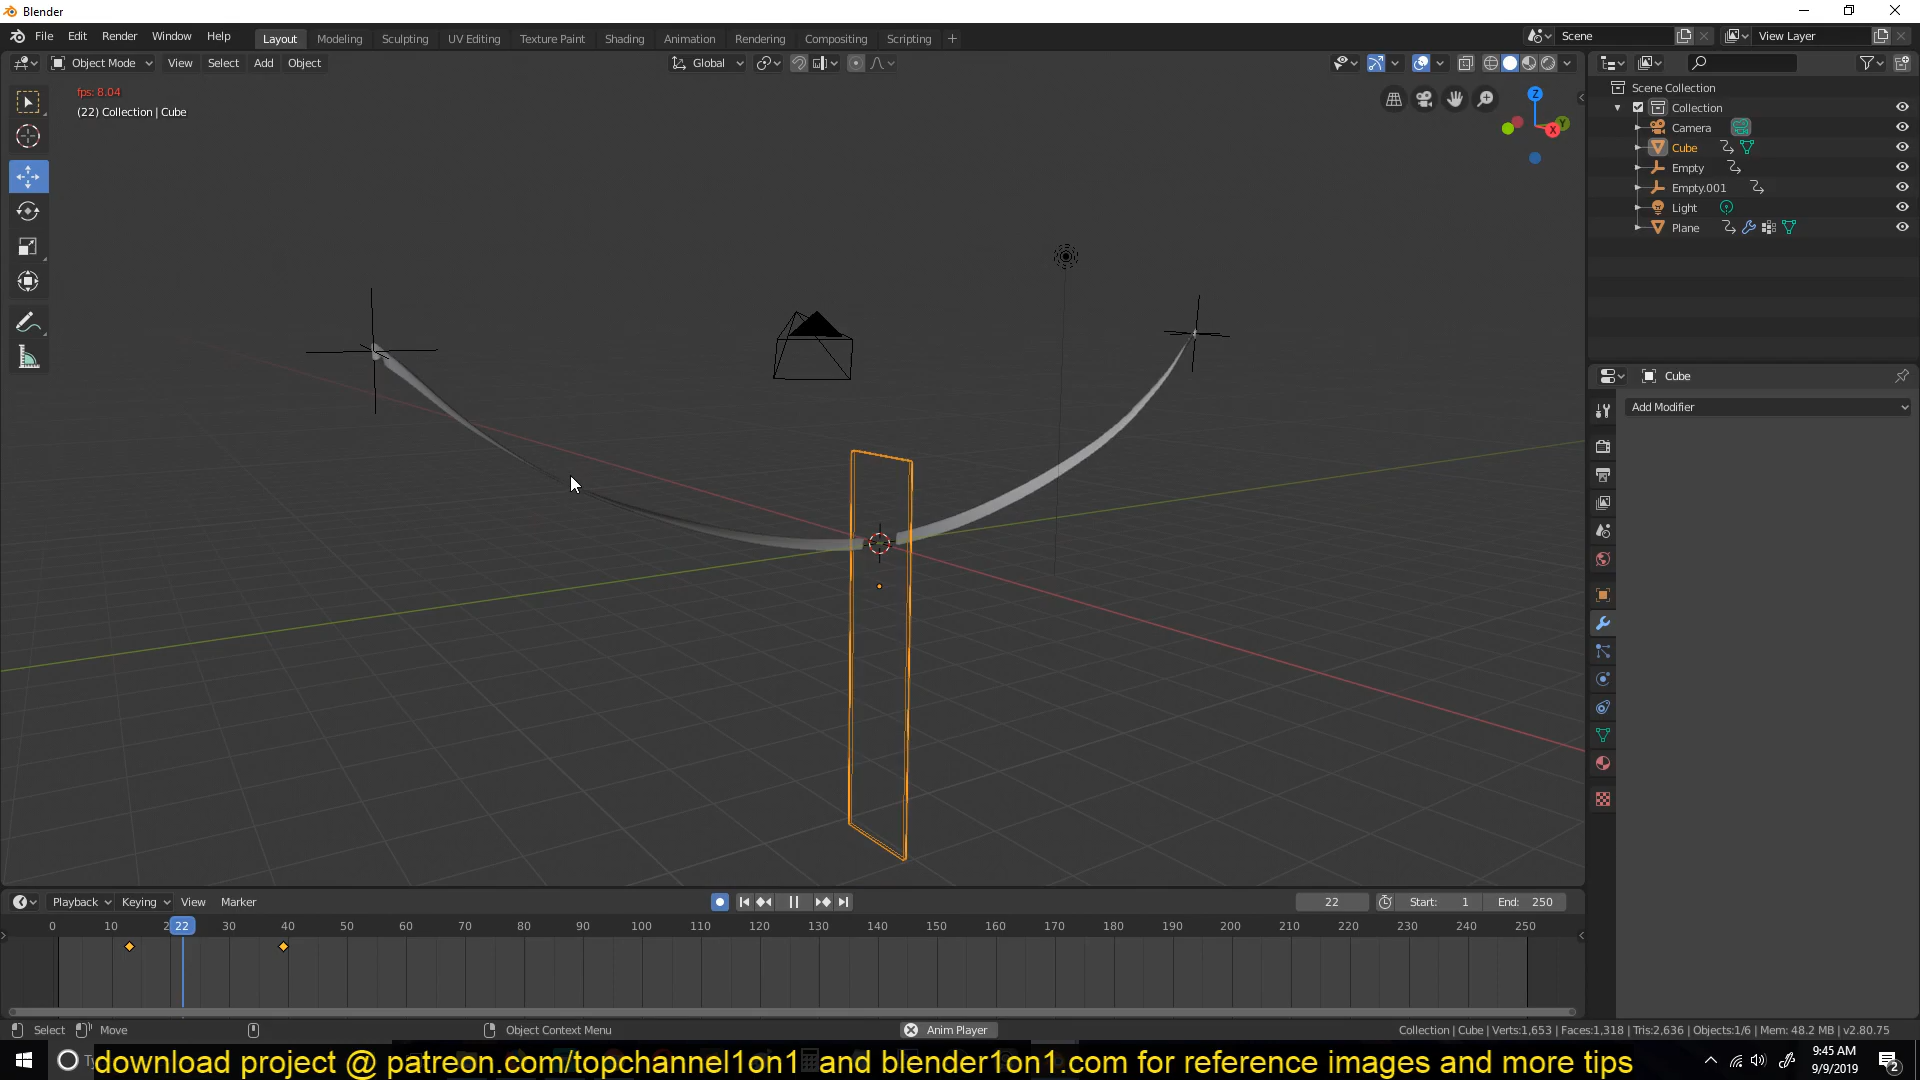 Blender
File Edit Render Window Help
Layout Modeling Sculpting UV Editing Texture Paint Shading Animation Rendering Compositing Scripting +
Scene
View Layer
Object Mode View Select Add Object
Global
fps: 8.04
(22) Collection | Cube
Z
Y
X
Scene Collection
Collection
Camera
Cube
Empty
Empty.001
Light
Plane
Cube
Add Modifier
Playback Keying View Marker
22
Start: 1
End: 250
0 10 2 22 30 40 50 60 70 80 90 100 110 120 130 140 150 160 170 180 190 200 210 220 230 240 250
Select Move Object Context Menu Anim Player
Collection | Cube | Verts:1,653 | Faces:1,318 | Tris:2,636 | Objects:1/6 | Mem: 48.2 MB | v2.80.75
download project @ patreon.com/topchannel1on1 and blender1on1.com for reference images and more tips
9:45 AM
9/9/2019
2